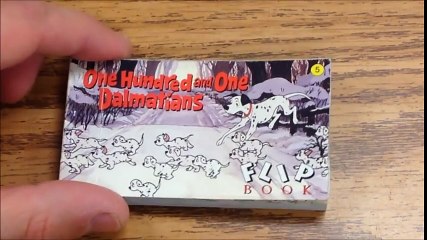 One Hundred and One
Dalmatians
5
FLIP
BOOK